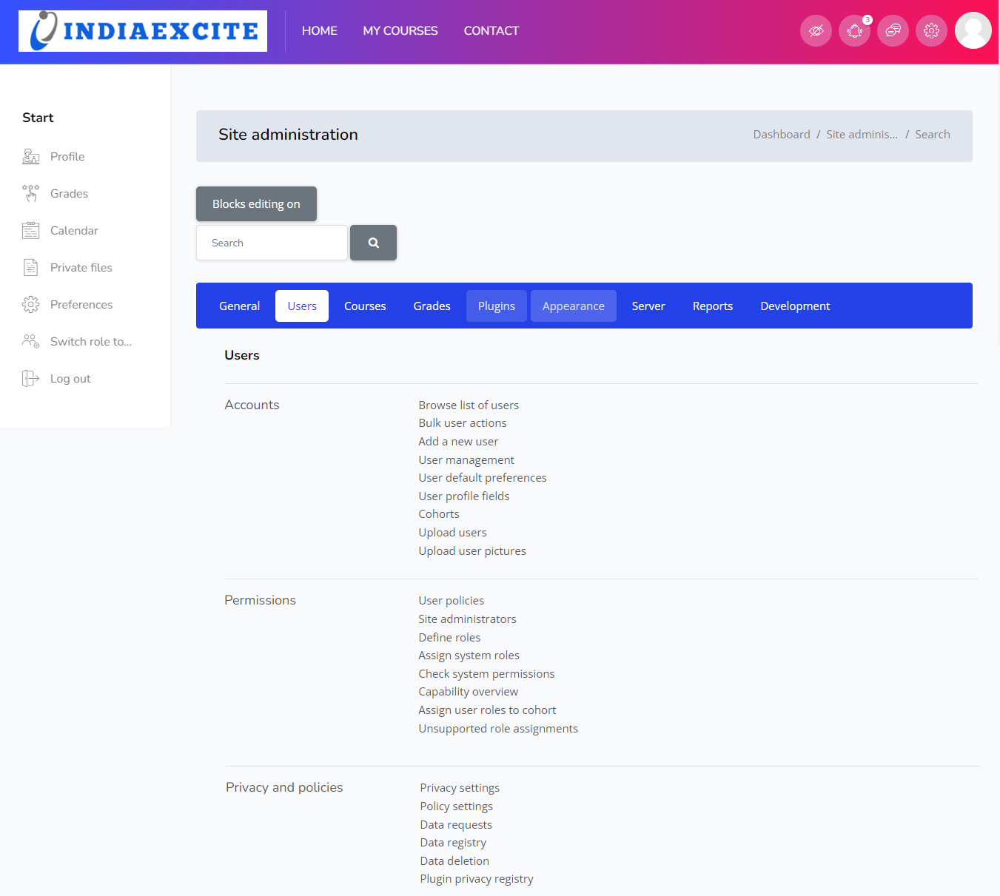 INDIAEXCITE HOME MY COURSES CONTACT 3
Start
Profile
Grades
Calendar
Private files
Preferences
Switch role to...
Log out
Site administration Dashboard / Site adminis... / Search
Blocks editing on
Search
General Users Courses Grades Plugins Appearance Server Reports Development
Users
Accounts
Browse list of users
Bulk user actions
Add a new user
User management
User default preferences
User profile fields
Cohorts
Upload users
Upload user pictures
Permissions
User policies
Site administrators
Define roles
Assign system roles
Check system permissions
Capability overview
Assign user roles to cohort
Unsupported role assignments
Privacy and policies
Privacy settings
Policy settings
Data requests
Data registry
Data deletion
Plugin privacy registry